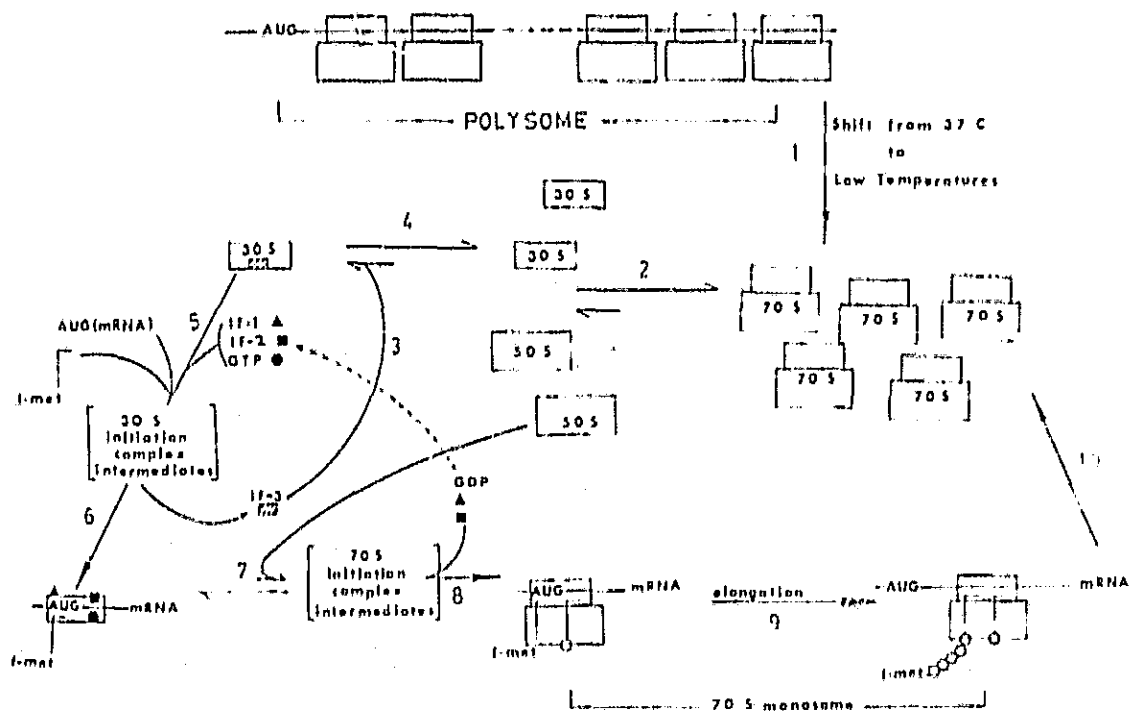 AUG
POLYSOME
1
Shift from 37 C
to
Low Temperatures
30 S
4
30 S
30 S
2
70 S
70 S
70 S
70 S
70 S
50 S
50 S
3
5
AUG(mRNA)
IF-1
IF-2
GTP
f-met
30 S
Initiation
complex
Intermediates
IF-3
6
GDP
7
70 S
Initiation
complex
Intermediates
8
AUG
mRNA
f-met
AUG
mRNA
f-met
elongation
9
AUG
mRNA
f-met
70 S monosome